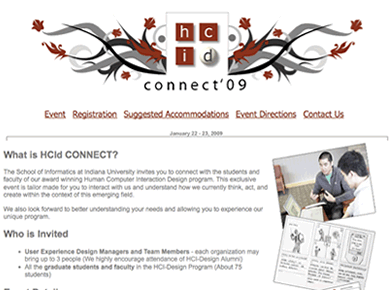 h c
i d
connect'09
Event Registration Suggested Accommodations Event Directions Contact Us
January 22 - 23, 2009
What is HCId CONNECT?
The School of Informatics at Indiana University invites you to connect with the students and
faculty of our award winning Human Computer Interaction Design program. This exclusive
event is tailor made for you to interact with us and understand how we currently think, act, and
create within the context of this emerging field.
We also look forward to better understanding your needs and allowing you to experience our
unique program.
Who is Invited
• User Experience Design Managers and Team Members - each organization may
bring up to 3 people (We highly encourage attendance of HCI-Design Alumni)
• All the graduate students and faculty in the HCI-Design Program (About 75
students)